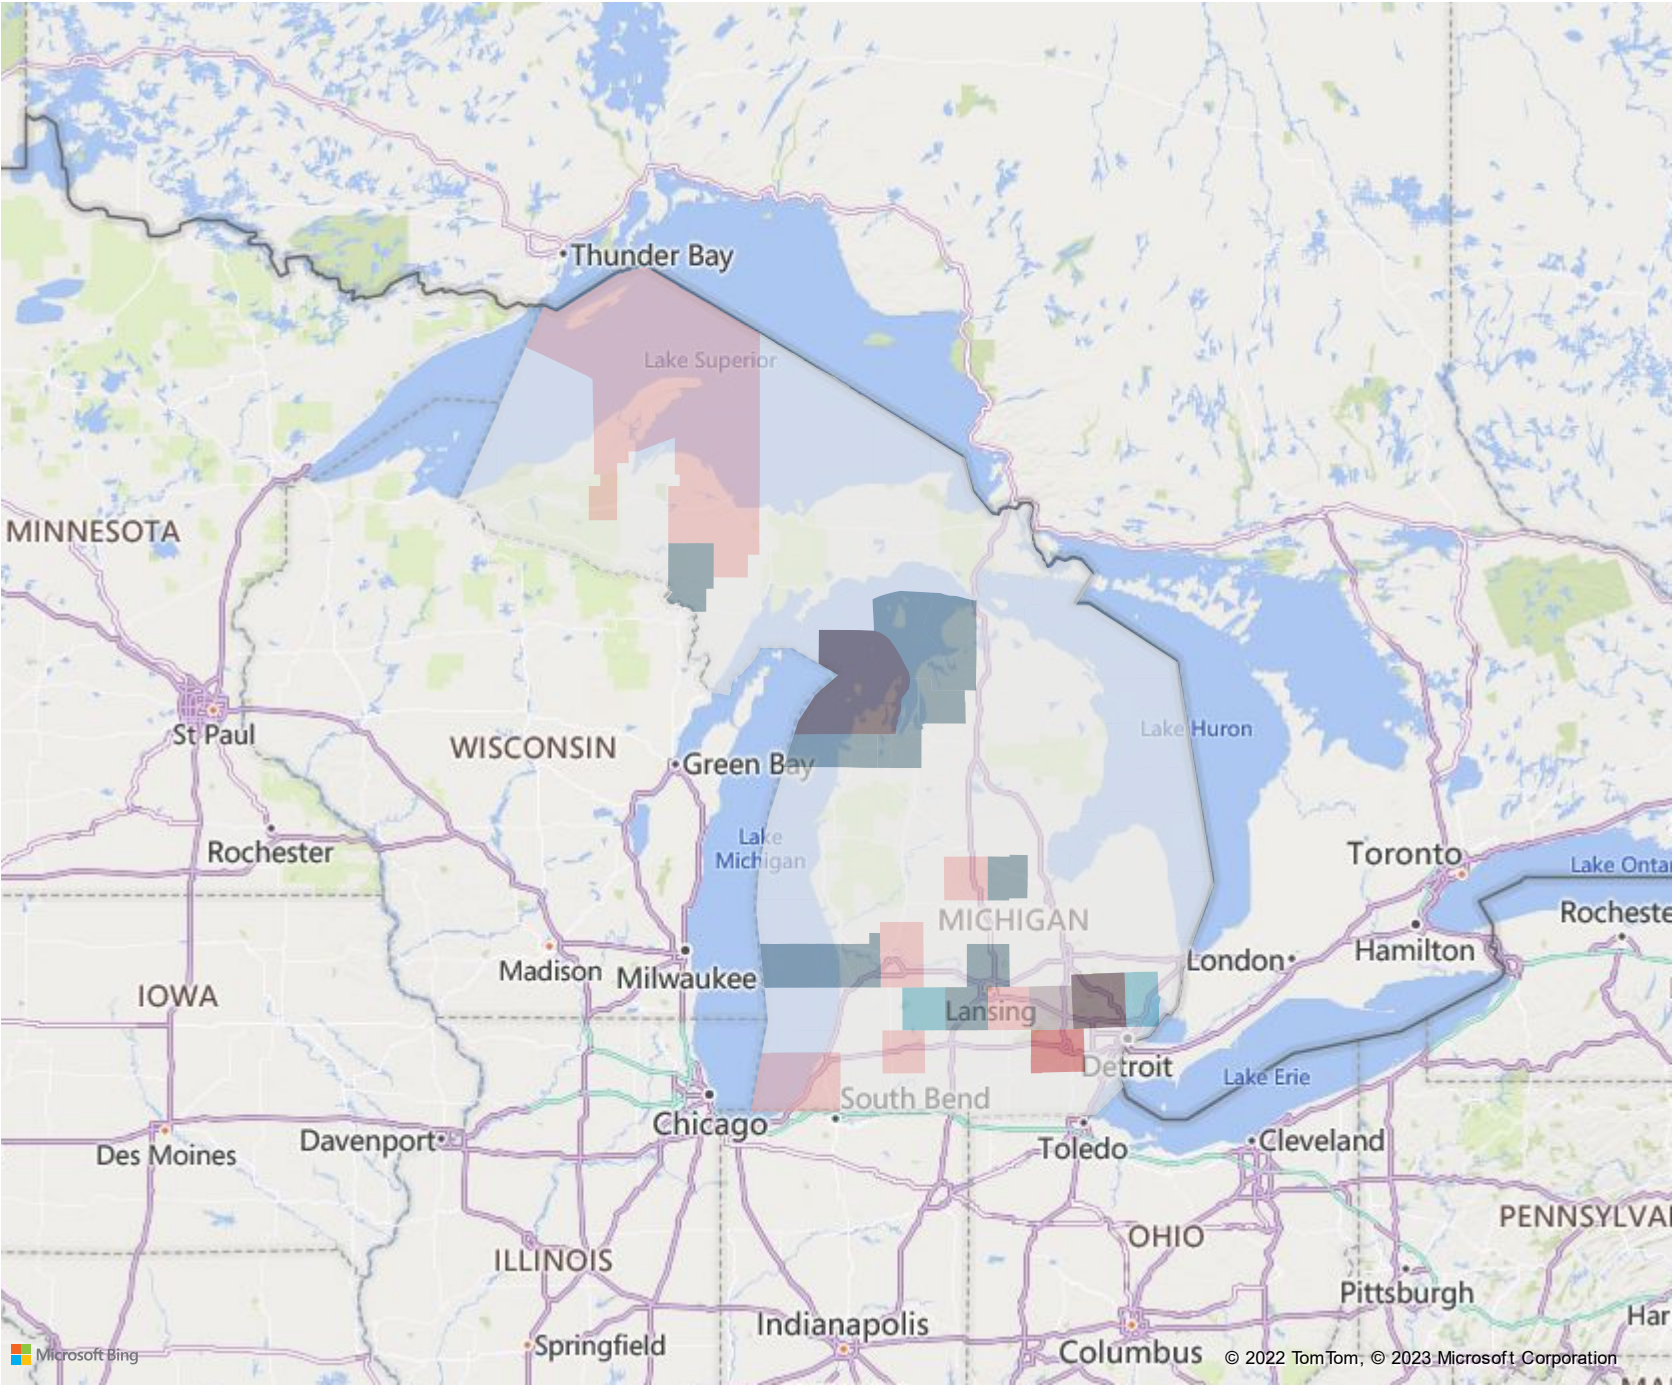 Thunder Bay
Lake Superior
MINNESOTA
St Paul
WISCONSIN
Lake Huron
Green Bay
Rochester
Lake
Michigan
Toronto
Lake Ontar
Rocheste
MICHIGAN
Hamilton
London
Madison
Milwaukee
IOWA
Lansing
Detroit
Lake Erie
South Bend
Chicago
Des Moines
Davenport
Toledo
Cleveland
PENNSYLVAI
OHIO
ILLINOIS
Pittsburgh
Har
Indianapolis
Springfield
Columbus
Microsoft Bing
© 2022 TomTom, © 2023 Microsoft Corporation